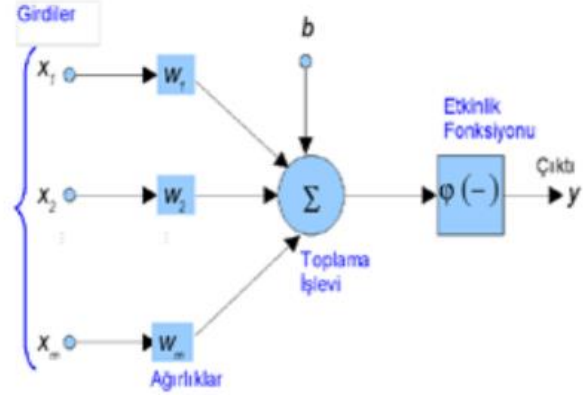 Girdiler
b
x₁ w₁
Etkinlik
Fonksiyonu
Çıktı
x₂ w₂ Σ φ(−) y
Toplama
İşlevi
xₘ wₘ
Ağırlıklar